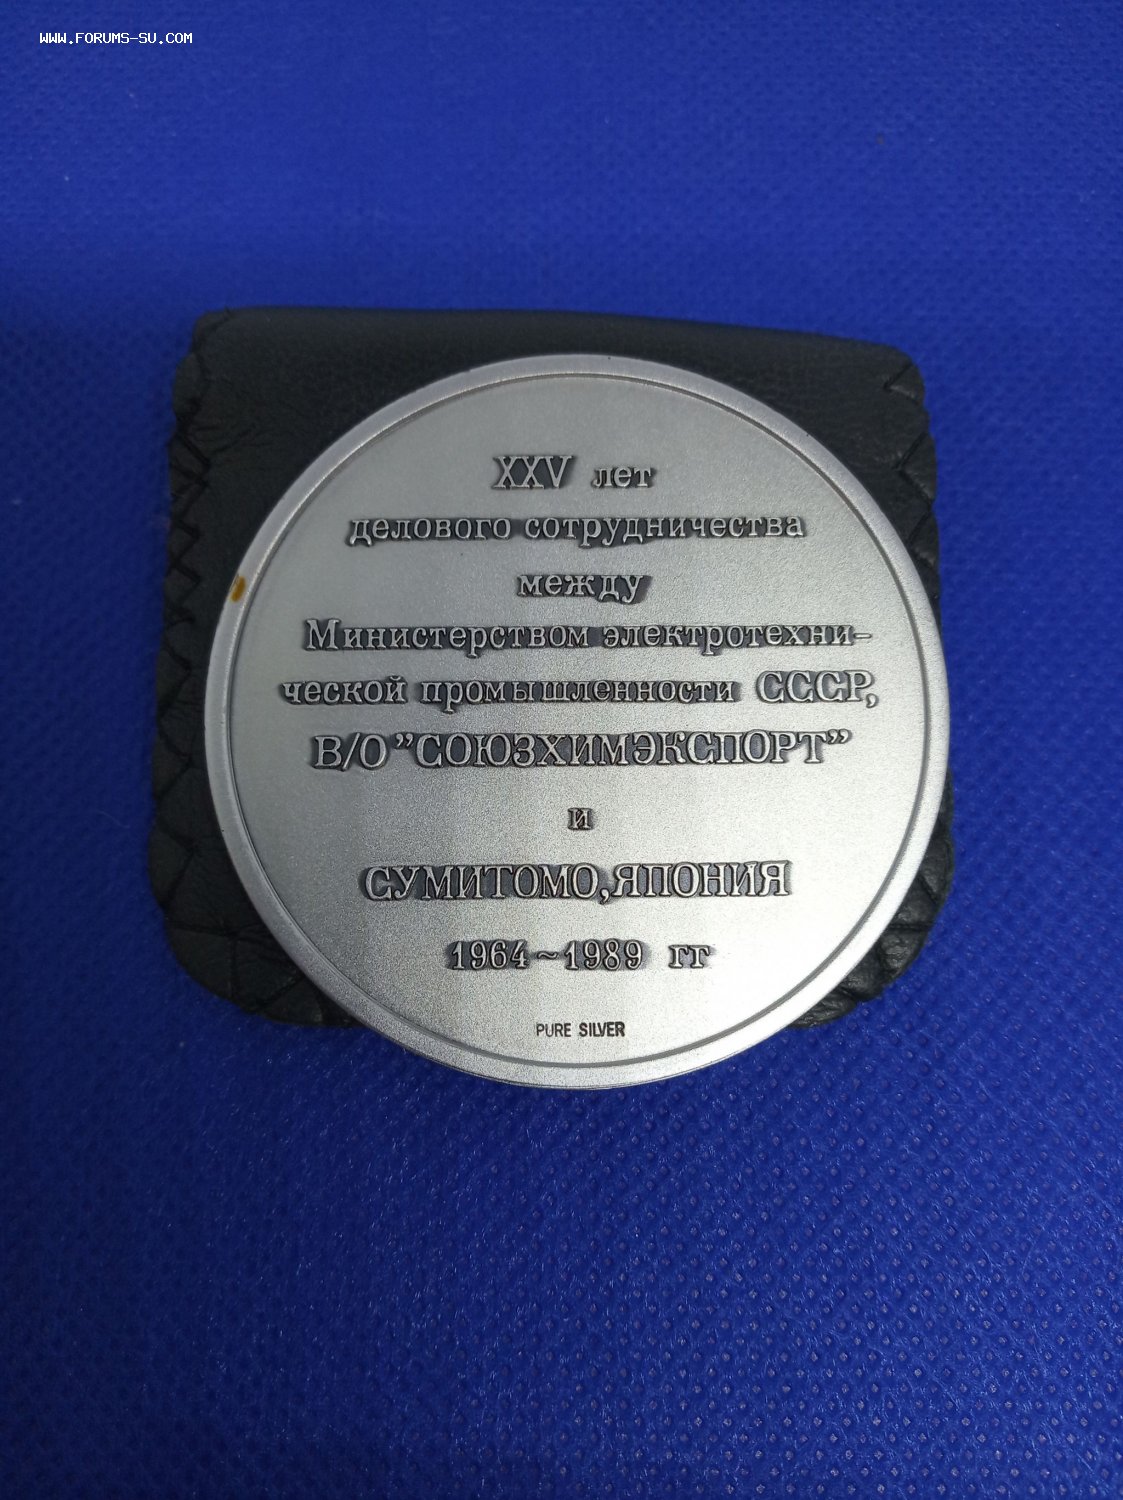 WWW.FORUMS-SU.COM
XXV лет
делового сотрудничества
между
Министерством электротехни-
ческой промышленности СССР,
В/О ”СОЮЗХИМЭКСПОРТ”
и
СУМИТОМО, ЯПОНИЯ
1964~1989 гг
PURE SILVER